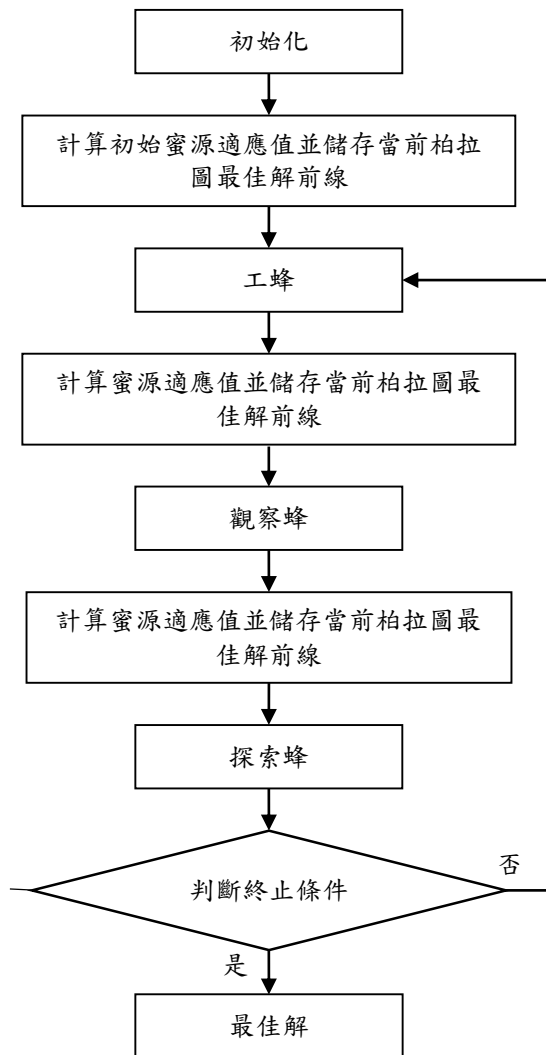 初始化
計算初始蜜源適應值並儲存當前柏拉
圖最佳解前線
工蜂
計算蜜源適應值並儲存當前柏拉圖最
佳解前線
觀察蜂
計算蜜源適應值並儲存當前柏拉圖最
佳解前線
探索蜂
判斷終止條件
否
是
最佳解